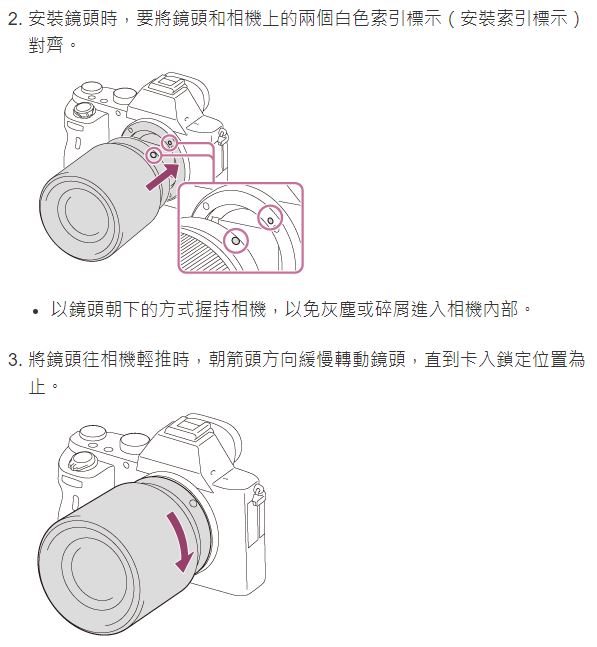 2. 安裝鏡頭時，要將鏡頭和相機上的兩個白色索引標示（安裝索引標示）
對齊。
• 以鏡頭朝下的方式握持相機，以免灰塵或碎屑進入相機內部。
3. 將鏡頭往相機輕推時，朝箭頭方向緩慢轉動鏡頭，直到卡入鎖定位置為
止。